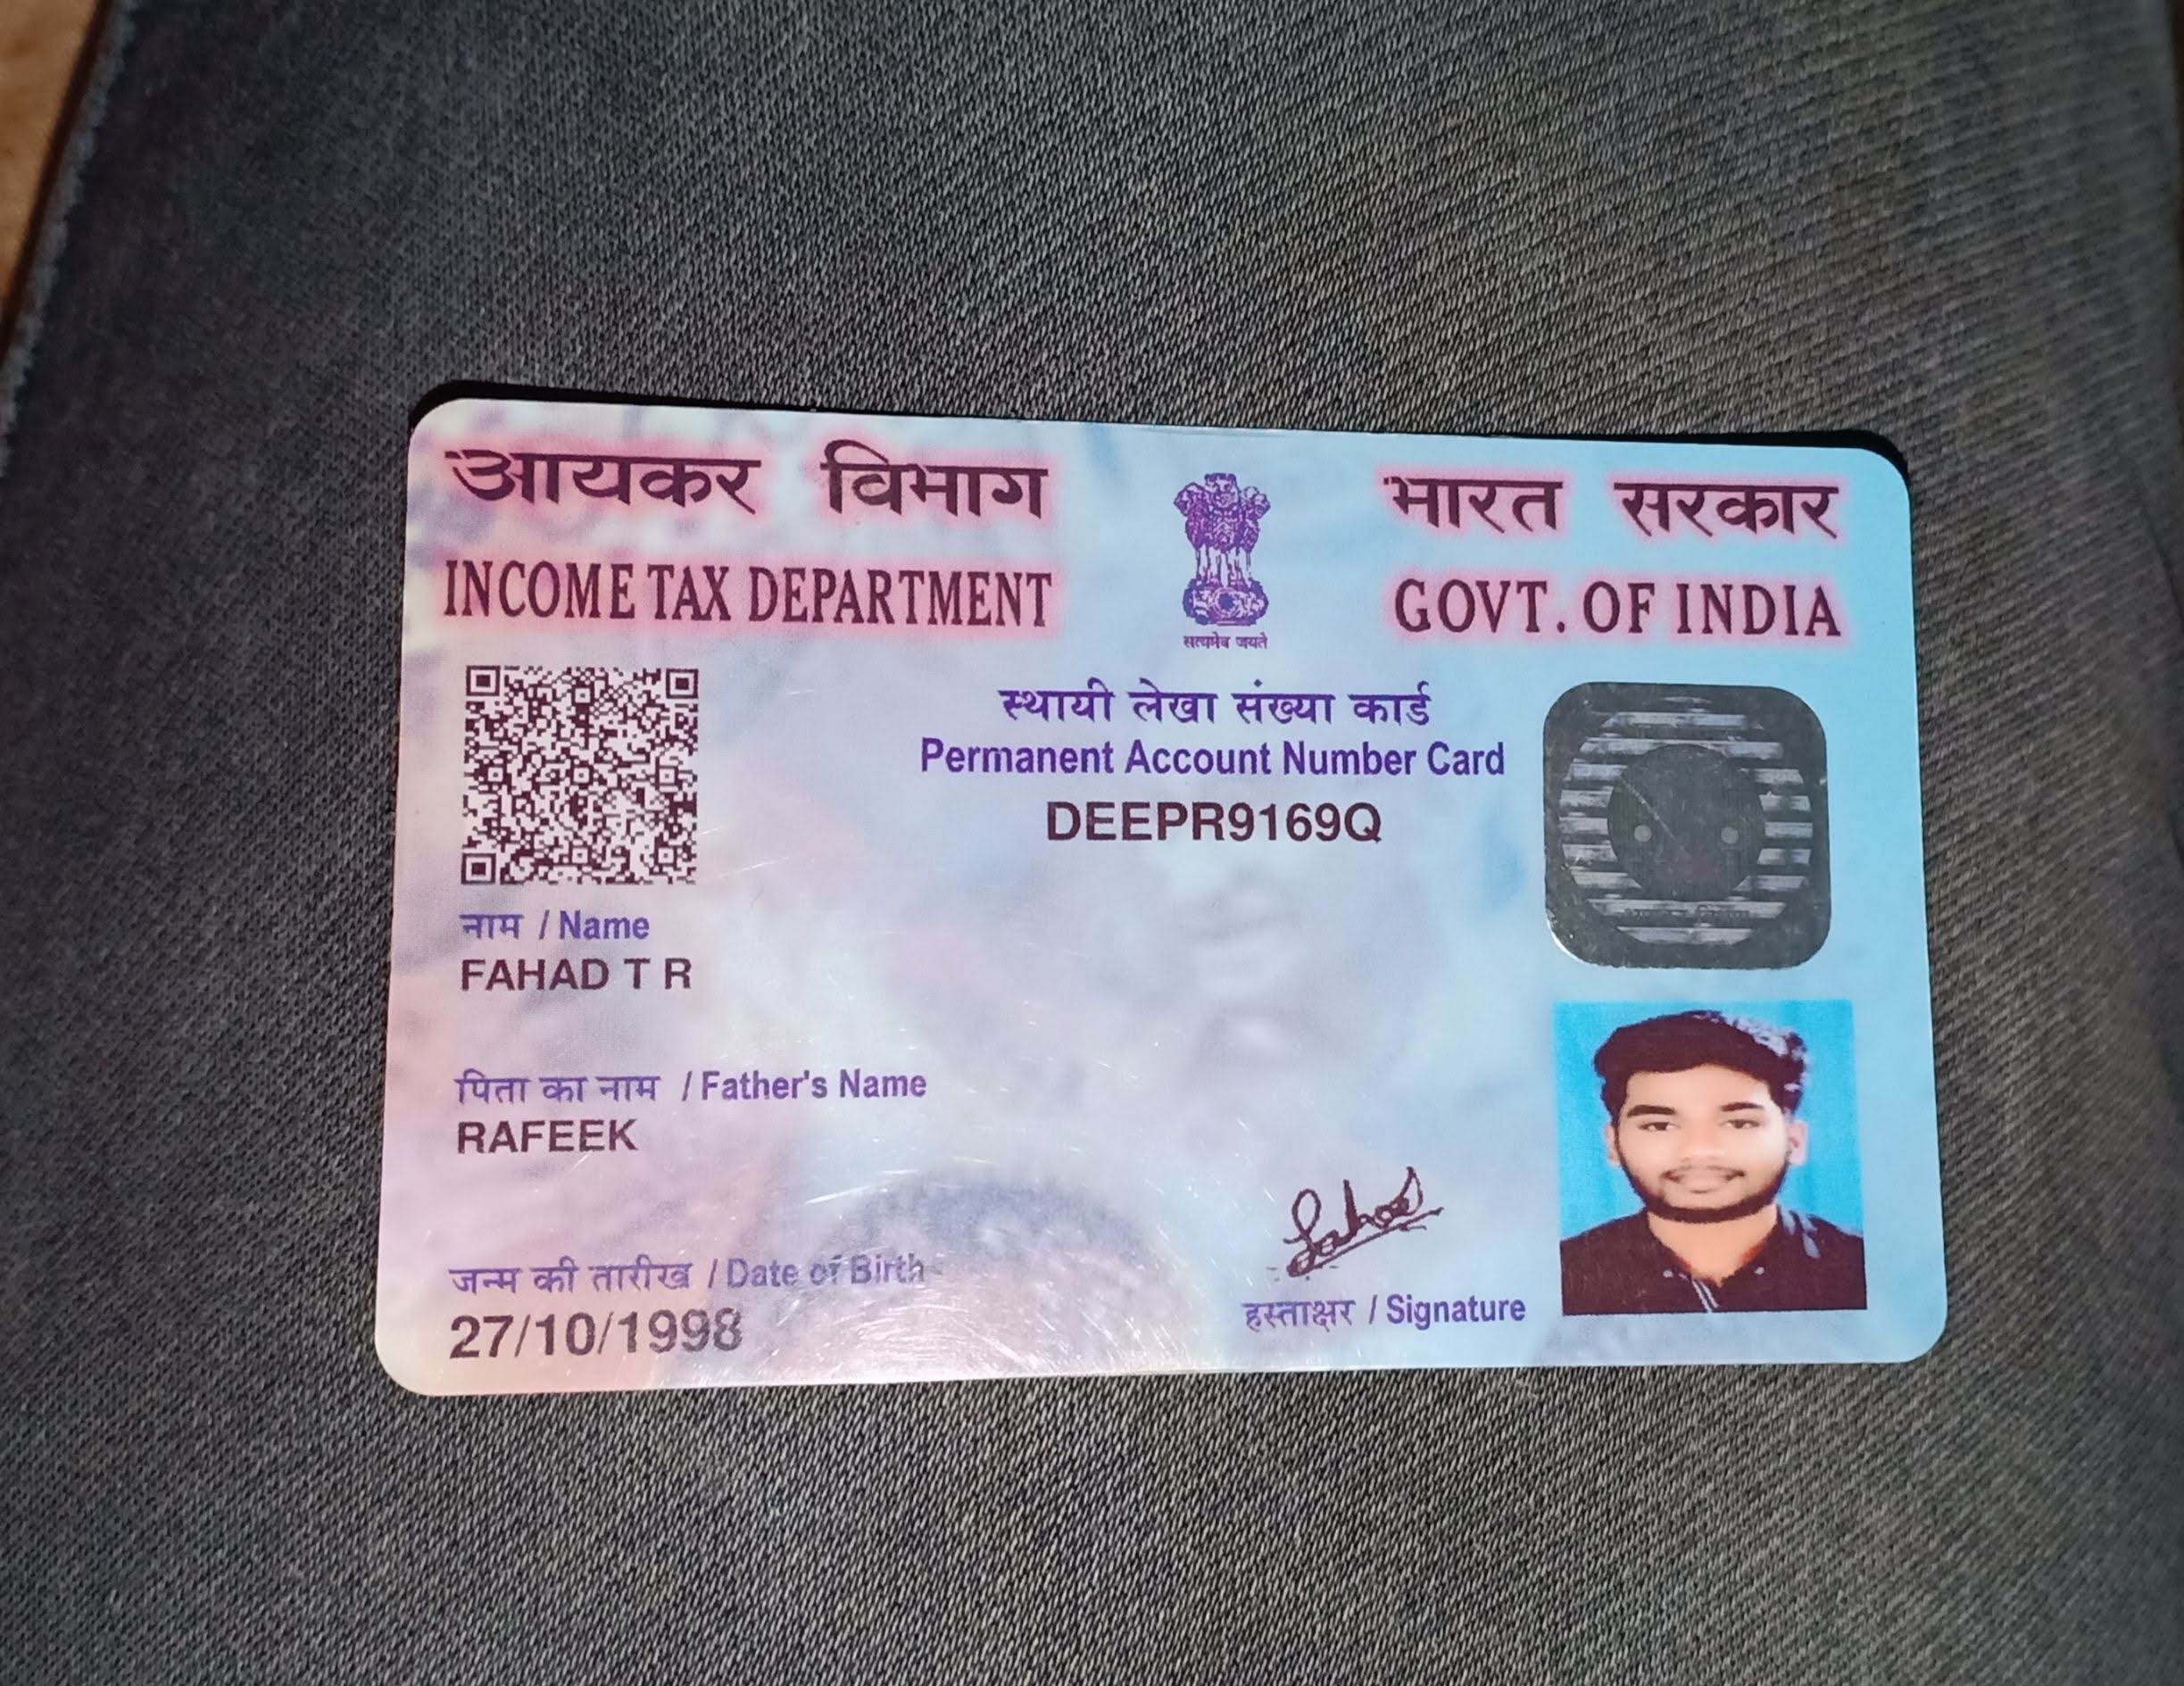 आयकर विभाग
INCOME TAX DEPARTMENT
सत्यमेव जयते
भारत सरकार
GOVT. OF INDIA
स्थायी लेखा संख्या कार्ड
Permanent Account Number Card
DEEPR9169Q
नाम / Name
FAHAD T R
पिता का नाम / Father's Name
RAFEEK
जन्म की तारीख / Date of Birth
27/10/1998
हस्ताक्षर / Signature